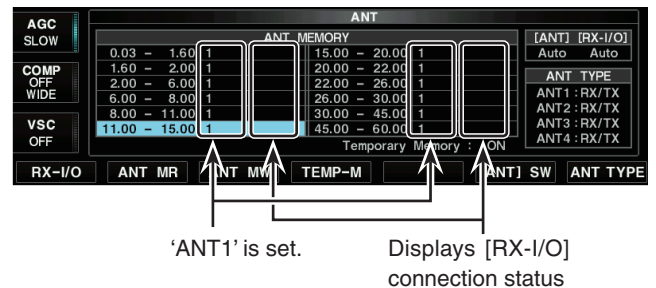 ANT
AGC
SLOW
COMP
OFF
WIDE
VSC
OFF
ANT MEMORY
0.03 – 1.60 1
1.60 – 2.00 1
2.00 – 6.00 1
6.00 – 8.00 1
8.00 – 11.00 1
11.00 – 15.00 1
15.00 – 20.00 1
20.00 – 22.00 1
22.00 – 26.00 1
26.00 – 30.00 1
30.00 – 45.00 1
45.00 – 60.00 1
Temporary Memory : ON
[ANT] [RX-I/O]
Auto Auto
ANT TYPE
ANT1 : RX/TX
ANT2 : RX/TX
ANT3 : RX/TX
ANT4 : RX/TX
RX-I/O ANT MR ANT MW TEMP-M [ANT] SW ANT TYPE
‘ANT1’ is set.
Displays [RX-I/O]
connection status